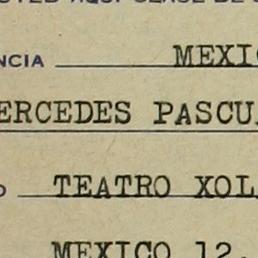 NCIA MEXIC
ERCEDES PASCU
TEATRO XOL
MEXICO 12.